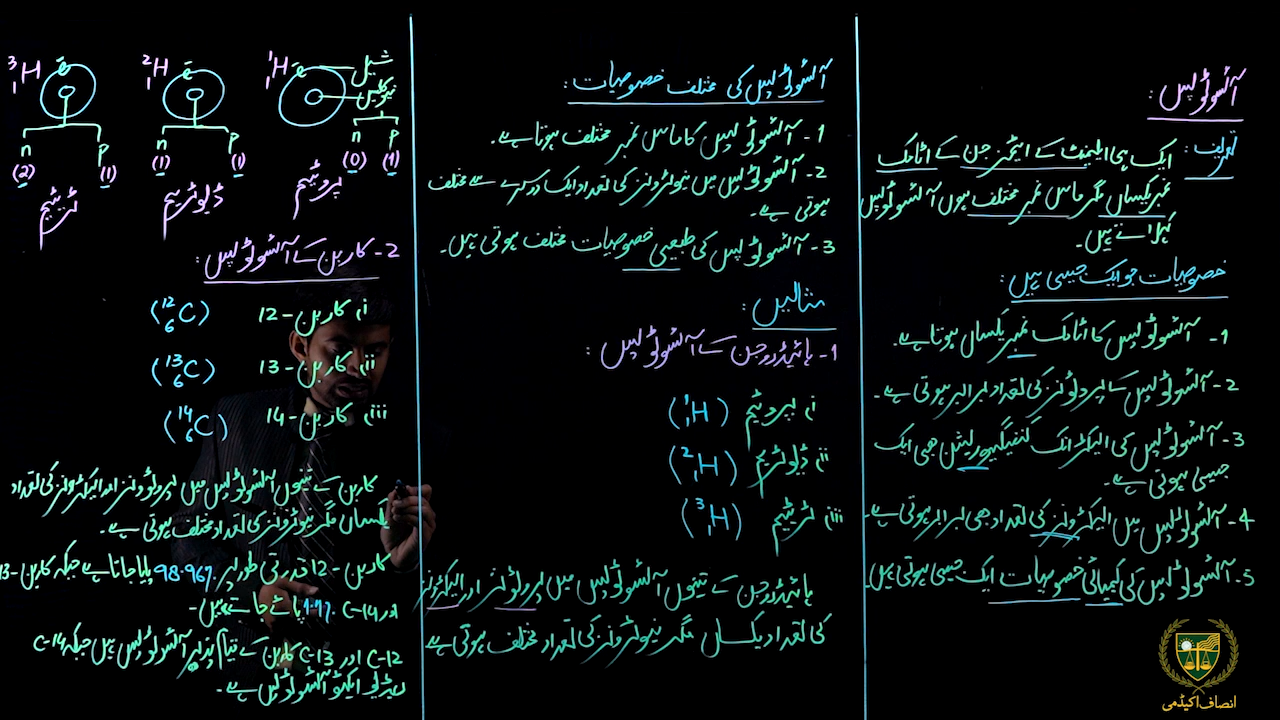 آئسوٹوپس:
تعریف: ایک ہی ایلیمنٹ کے ایٹمز جن کے اٹامک
نمبر یکساں مگر ماس نمبر مختلف ہوں آئسوٹوپس
کہلاتے ہیں۔
خصوصیات جو ایک جیسی ہیں:
1- آئسوٹوپس کا اٹامک نمبر یکساں ہوتا ہے۔
2- آئسوٹوپس کے پروٹونز کی تعداد برابر ہوتی ہے۔
3- آئسوٹوپس کی الیکٹرانک کنفیگیوریشن بھی ایک
جیسی ہوتی ہے۔
4- آئسوٹوپس میں الیکٹرونز کی تعداد بھی برابر ہوتی ہے۔
5- آئسوٹوپس کی کیمیائی خصوصیات ایک جیسی ہوتی ہیں۔
آئسوٹوپس کی مختلف خصوصیات:
1- آئسوٹوپس کا ماس نمبر مختلف ہوتا ہے۔
2- آئسوٹوپس میں نیوٹرونز کی تعداد ایک دوسرے سے مختلف
ہوتی ہے۔
3- آئسوٹوپس کی طبیعی خصوصیات مختلف ہوتی ہیں۔
مثالیں
1- ہائیڈروجن کے آئسوٹوپس:
i) پروٹیم (¹₁H)
ii) ڈیوٹریم (²₁H)
iii) ٹریٹیم (³₁H)
ہائیڈروجن کے تینوں آئسوٹوپس میں پروٹونز اور الیکٹرونز
کی تعداد یکساں مگر نیوٹرونز کی تعداد مختلف ہوتی ہے
¹₁H e شیل
نیوکلیس
n p
(0) (1)
پروٹیم
²₁H e
n p
(1) (1)
ڈیوٹریم
³₁H e
n p
(2) (1)
ٹریٹیم
2- کاربن کے آئسوٹوپس:
i) کاربن-12 (¹²₆C)
ii) کاربن-13 (¹³₆C)
iii) کاربن-14 (¹⁴₆C)
کاربن کے تینوں آئسوٹوپس میں پروٹونز اور الیکٹرونز کی تعداد
یکساں مگر نیوٹرونز کی تعداد مختلف ہوتی ہے۔
کاربن-12 قدرتی طور پر 98.9% پایا جاتا ہے جبکہ کاربن-13
اور C-14 پائے جاتے ہیں۔
C-12 اور C-13 کاربن کے قیام پذیر آئسوٹوپس ہیں جبکہ C-14
ریڈیو ایکٹو آئسوٹوپس ہے۔
انصاف اکیڈمی